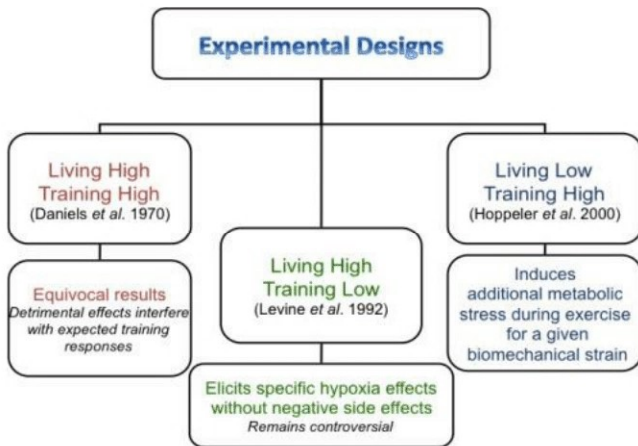 Experimental Designs
Living High
Training High
(Daniels et al. 1970)
Equivocal results
Detrimental effects interfere
with expected training
responses
Living High
Training Low
(Levine et al. 1992)
Elicits specific hypoxia effects
without negative side effects
Remains controversial
Living Low
Training High
(Hoppeler et al. 2000)
Induces
additional metabolic
stress during exercise
for a given
biomechanical strain